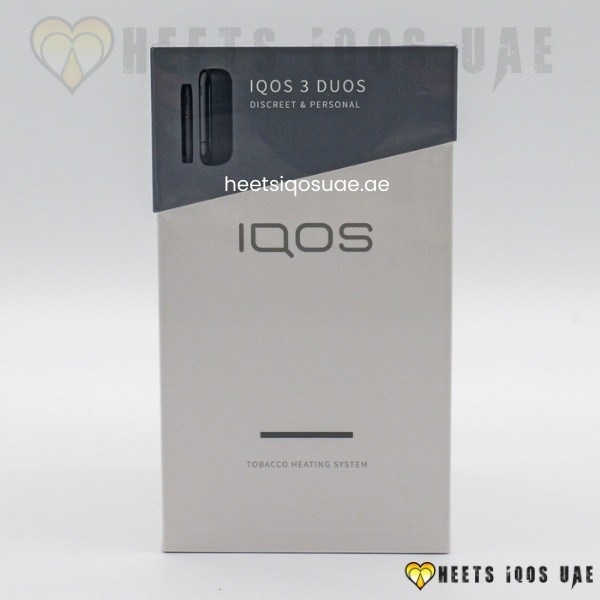 HEETS iQOS UAE
IQOS 3 DUOS
DISCREET & PERSONAL
heetsiqosuae.ae
IQOS
TOBACCO HEATING SYSTEM
HEETS iQOS UAE